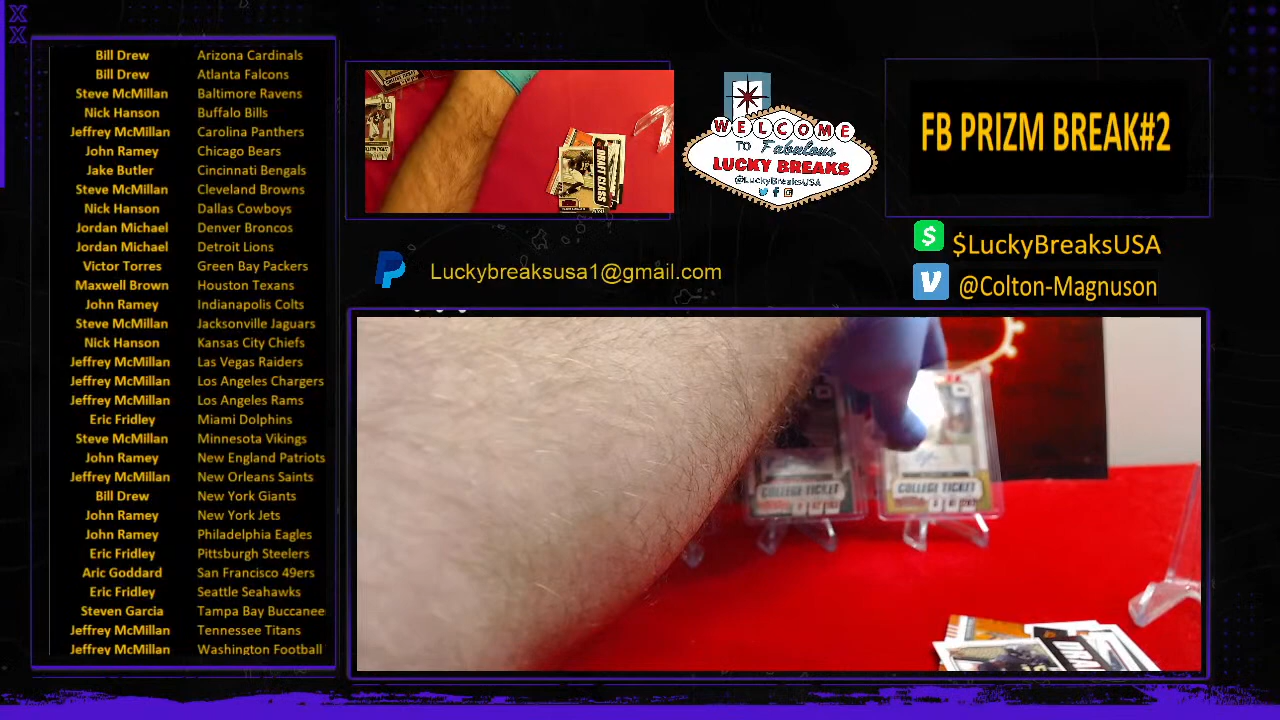 Bill Drew Arizona Cardinals
Bill Drew Atlanta Falcons
Steve McMillan Baltimore Ravens
Nick Hanson Buffalo Bills
Jeffrey McMillan Carolina Panthers
John Ramey Chicago Bears
Jake Butler Cincinnati Bengals
Steve McMillan Cleveland Browns
Nick Hanson Dallas Cowboys
Jordan Michael Denver Broncos
Jordan Michael Detroit Lions
Victor Torres Green Bay Packers
Maxwell Brown Houston Texans
John Ramey Indianapolis Colts
Steve McMillan Jacksonville Jaguars
Nick Hanson Kansas City Chiefs
Jeffrey McMillan Las Vegas Raiders
Jeffrey McMillan Los Angeles Chargers
Jeffrey McMillan Los Angeles Rams
Eric Fridley Miami Dolphins
Steve McMillan Minnesota Vikings
John Ramey New England Patriots
Jeffrey McMillan New Orleans Saints
Bill Drew New York Giants
John Ramey New York Jets
John Ramey Philadelphia Eagles
Eric Fridley Pittsburgh Steelers
Aric Goddard San Francisco 49ers
Eric Fridley Seattle Seahawks
Steven Garcia Tampa Bay Buccanee
Jeffrey McMillan Tennessee Titans
Jeffrey McMillan Washington Football
DRAFT CLASS
WELCOME
TO Fabulous
LUCKY BREAKS
@LuckyBreaksUSA
FB PRIZM BREAK#2
$LuckyBreaksUSA
@Colton-Magnuson
Luckybreaksusa1@gmail.com
COLLEGE TICKET
COLLEGE TICKET